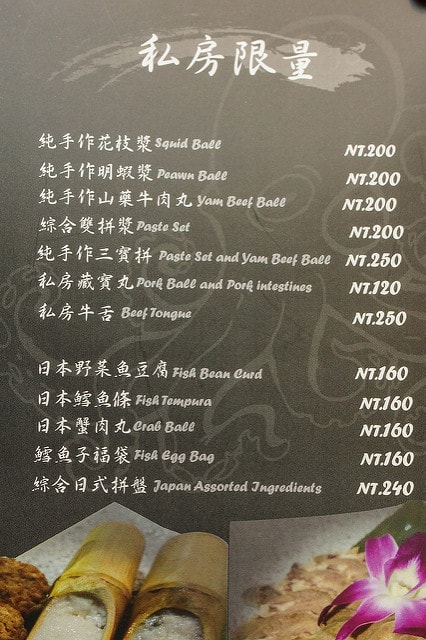 私房限量
純手作花枝漿 Squid Ball NT.200
純手作明蝦漿 Peawn Ball NT.200
純手作山藥牛肉丸 Yam Beef Ball NT.200
綜合雙拼漿 Paste Set NT.200
純手作三寶拼 Paste Set and Yam Beef Ball NT.250
私房藏寶丸 Pork Ball and Pork intestines NT.120
私房牛舌 Beef Tongue NT.250
日本野菜魚豆腐 Fish Bean Curd NT.160
日本鱈魚條 Fish Tempura NT.160
日本蟹肉丸 Crab Ball NT.160
鱈魚子福袋 Fish Egg Bag NT.160
綜合日式拼盤 Japan Assorted Ingredients NT.240